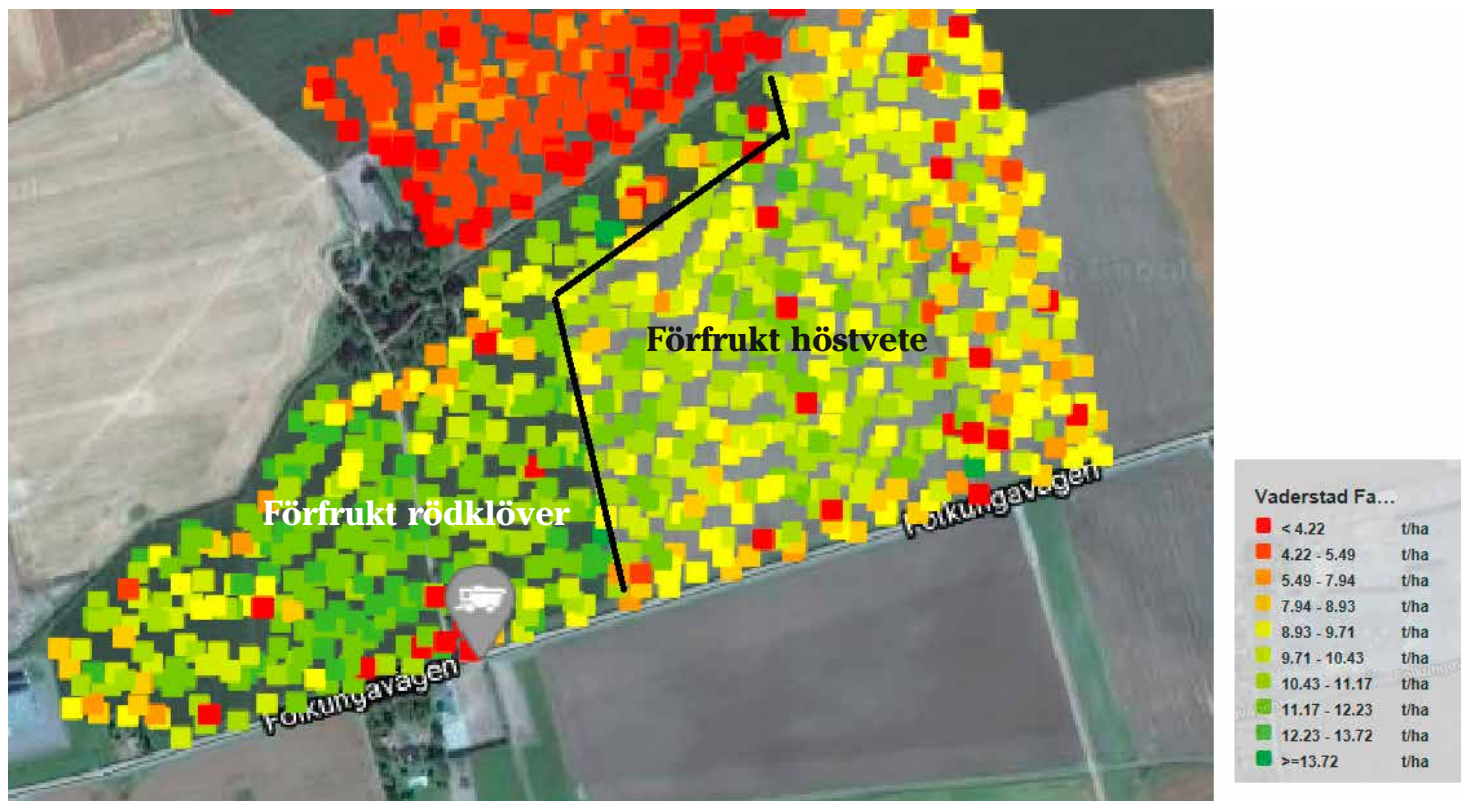 Förfrukt höstvete
Förfrukt rödklöver
Folkungavägen
Folkungavägen
Vaderstad Fa...
< 4.22 t/ha
4.22 - 5.49 t/ha
5.49 - 7.94 t/ha
7.94 - 8.93 t/ha
8.93 - 9.71 t/ha
9.71 - 10.43 t/ha
10.43 - 11.17 t/ha
11.17 - 12.23 t/ha
12.23 - 13.72 t/ha
>=13.72 t/ha